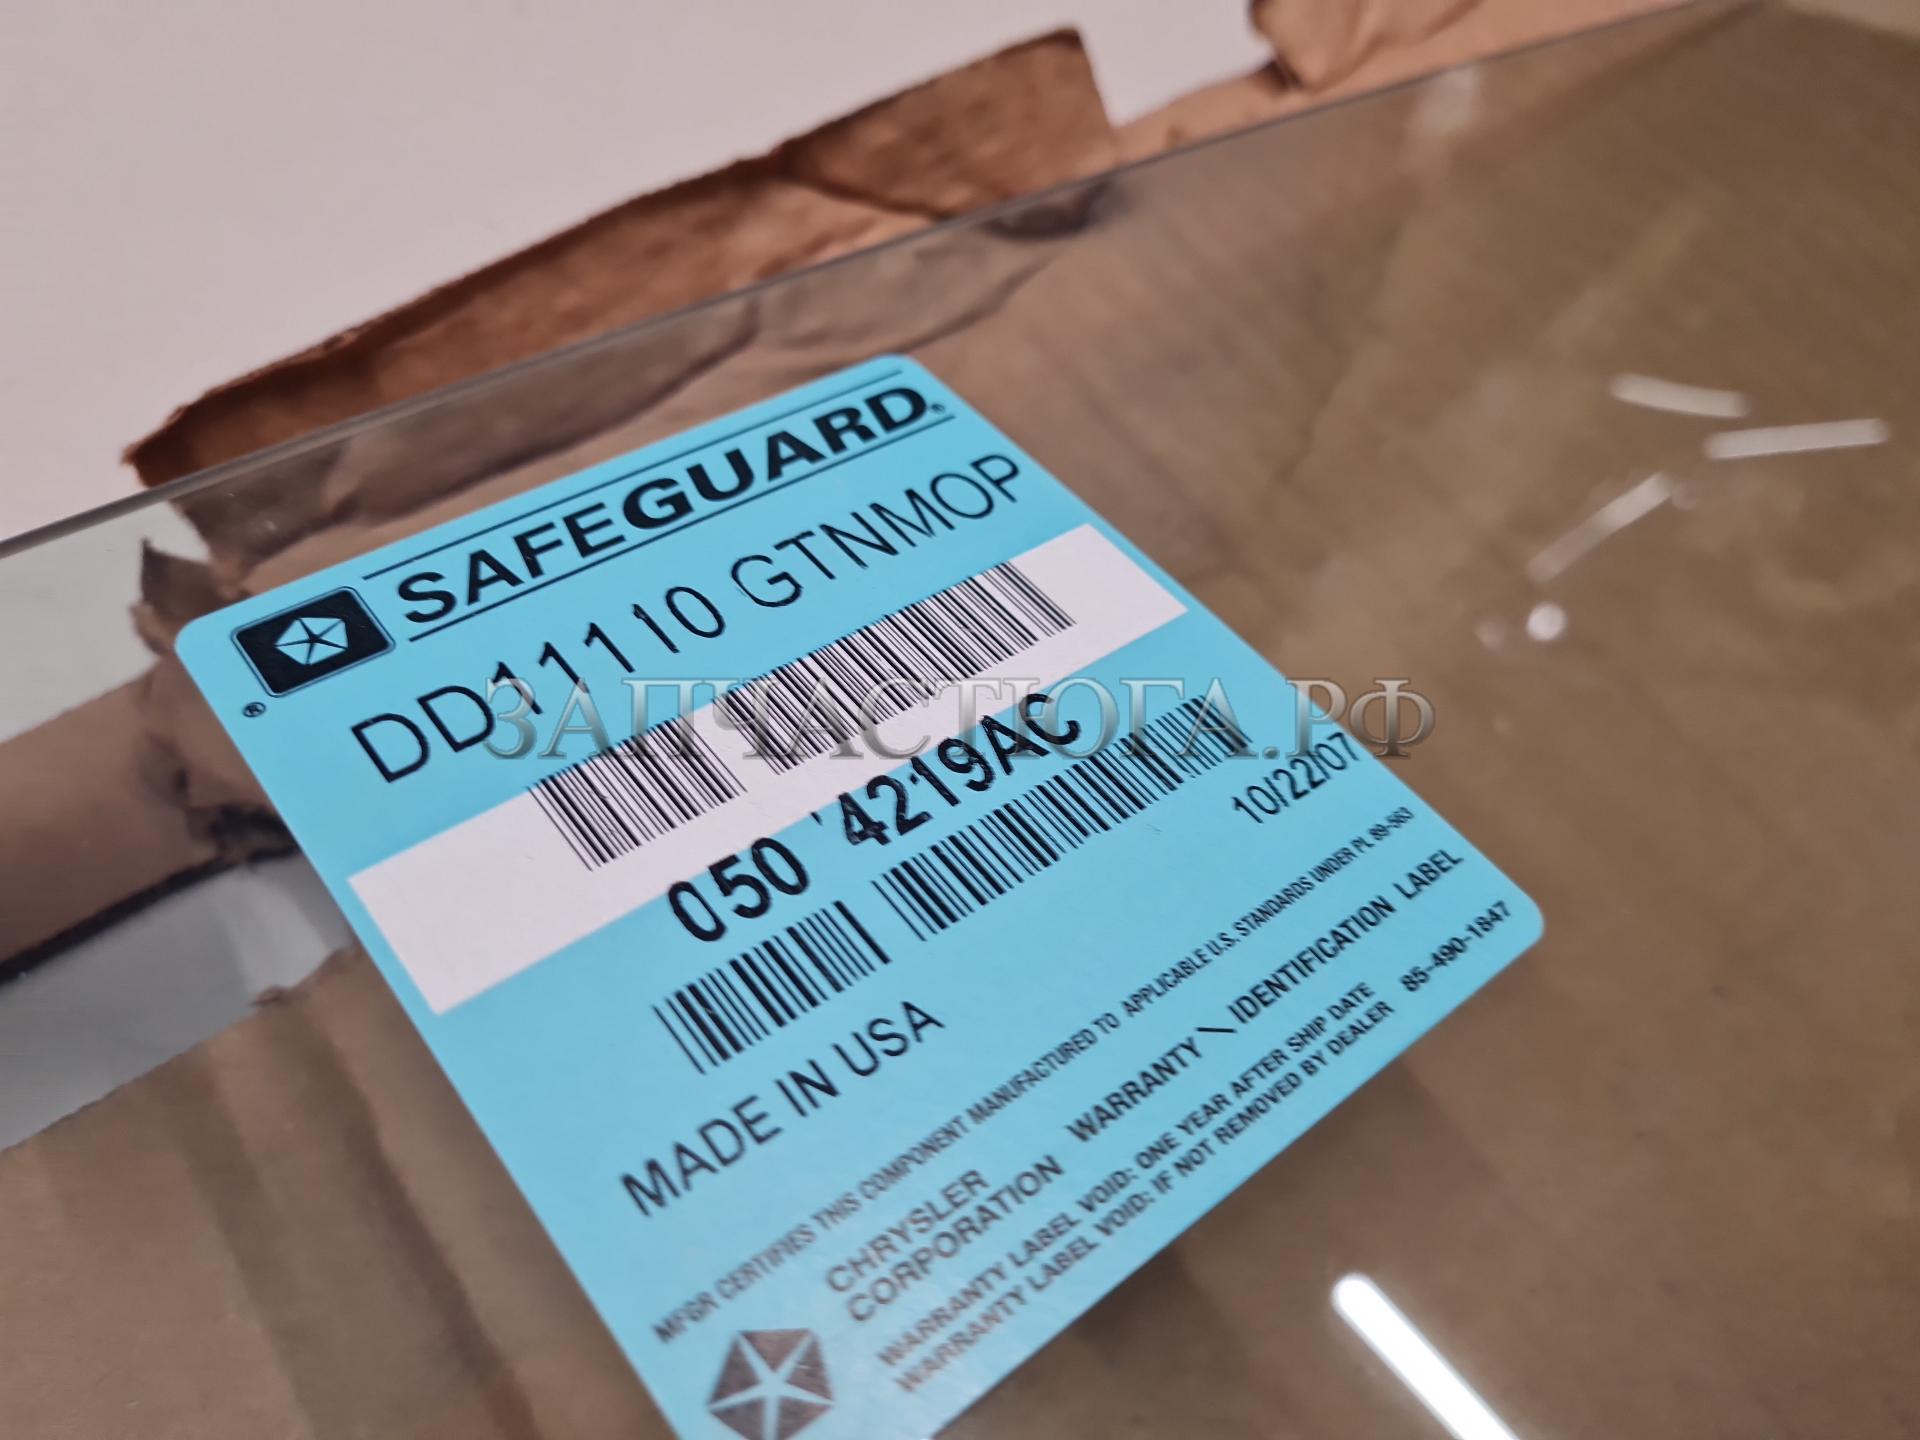 SAFEGUARD®
®
DD11110 GTNMOP
ЗАПЧАСТЮГА.РФ
050 4219AC
10/22/07
MADE IN USA
MFGR CERTIFIES THIS COMPONENT MANUFACTURED TO APPLICABLE U.S. STANDARDS UNDER PL 89-563
CHRYSLER
CORPORATION
WARRANTY \ IDENTIFICATION LABEL
WARRANTY LABEL VOID: ONE YEAR AFTER SHIP DATE
WARRANTY LABEL VOID: IF NOT REMOVED BY DEALER
85-490-1847